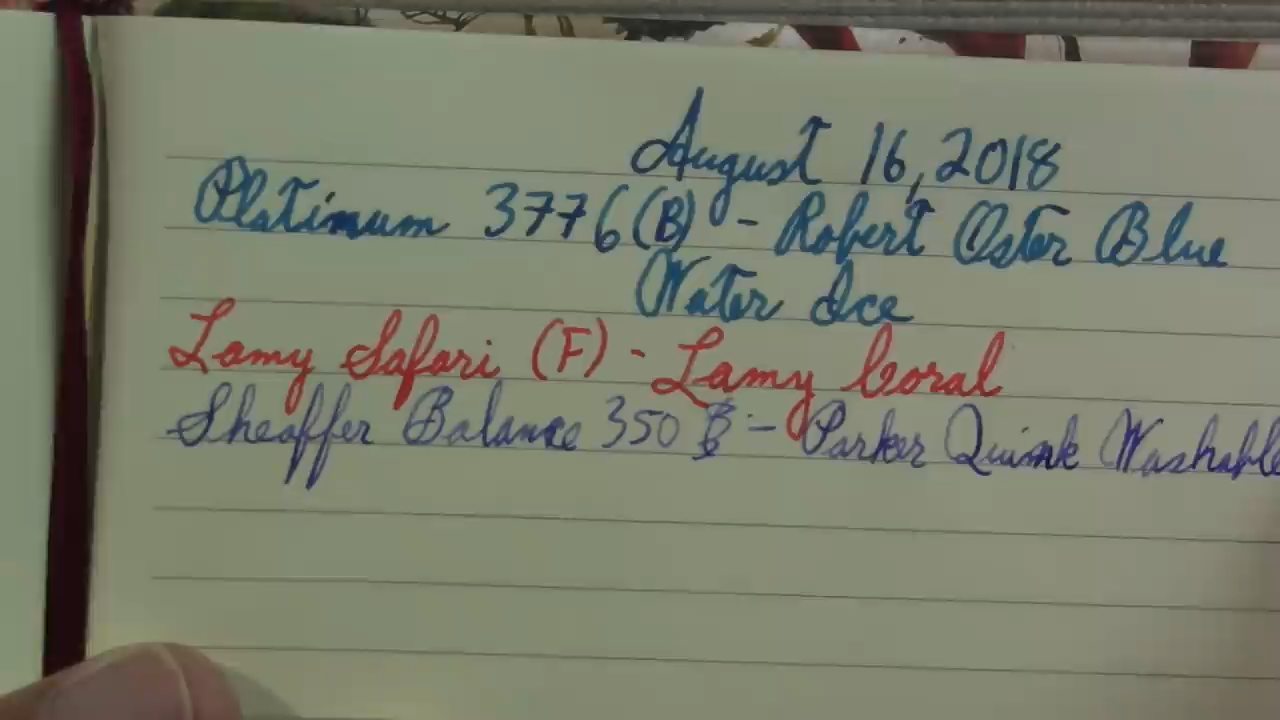 August 16, 2018
Platinum 3776 (B) - Robert Oster Blue
Water Ice
Lamy Safari (F) - Lamy Coral
Sheaffer Balance 350 B - Parker Quink Washable